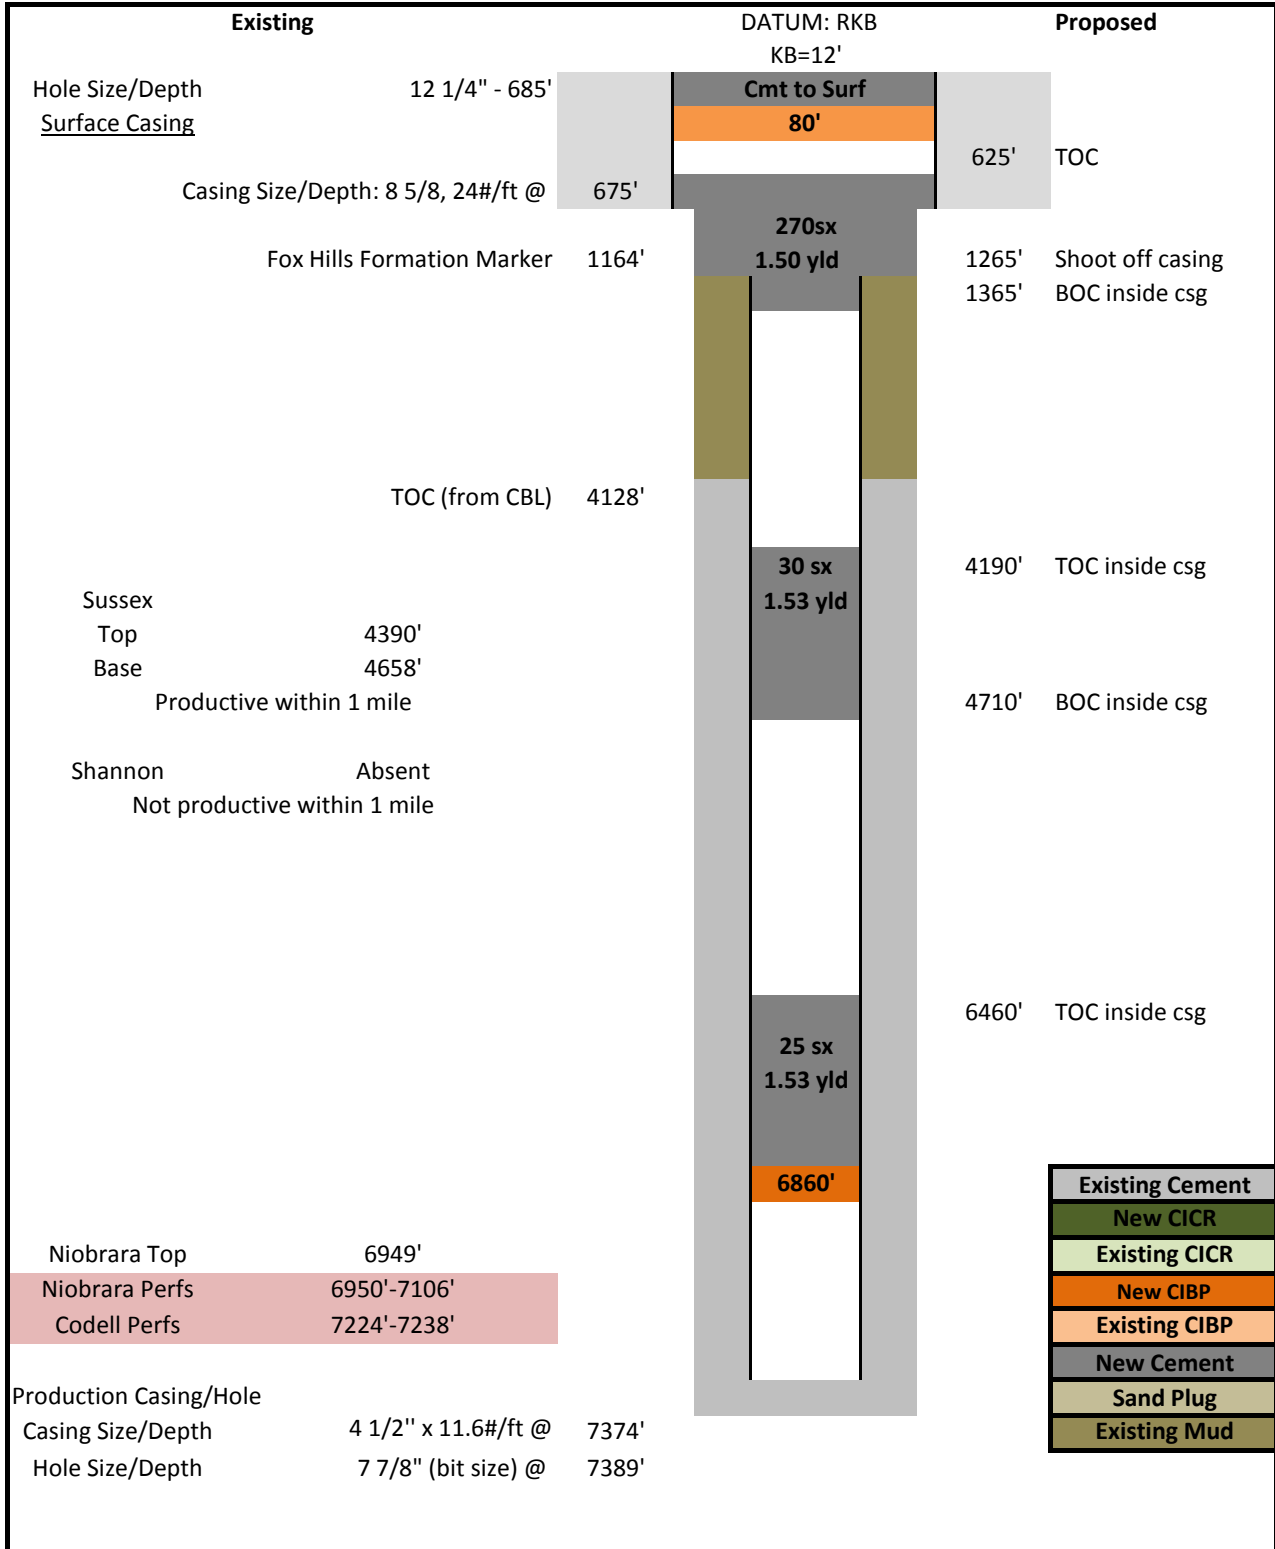 Existing DATUM: RKB Proposed
KB=12'
Hole Size/Depth 12 1/4" - 685' Cmt to Surf
Surface Casing 80'
625' TOC
Casing Size/Depth: 8 5/8, 24#/ft @ 675'
270sx
Fox Hills Formation Marker 1164' 1.50 yld 1265' Shoot off casing
1365' BOC inside csg
TOC (from CBL) 4128'
30 sx 4190' TOC inside csg
Sussex 1.53 yld
Top 4390'
Base 4658'
Productive within 1 mile 4710' BOC inside csg
Shannon Absent
Not productive within 1 mile
6460' TOC inside csg
25 sx
1.53 yld
6860' Existing Cement
New CICR
Niobrara Top 6949' Existing CICR
Niobrara Perfs 6950'-7106' New CIBP
Codell Perfs 7224'-7238' Existing CIBP
New Cement
Production Casing/Hole Sand Plug
Casing Size/Depth 4 1/2'' x 11.6#/ft @ 7374' Existing Mud
Hole Size/Depth 7 7/8" (bit size) @ 7389'